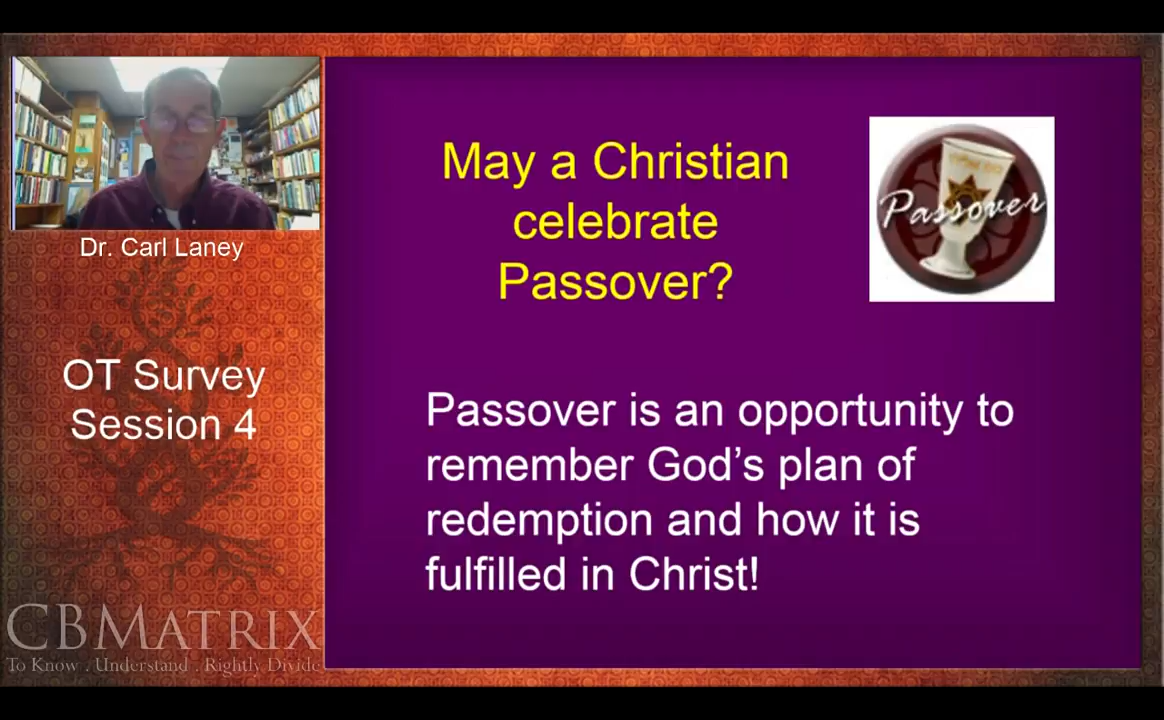 Dr. Carl Laney
OT Survey
Session 4
CBMATRIX
To Know . Understand . Rightly Divide
May a Christian
celebrate
Passover?
Passover
Passover is an opportunity to
remember God's plan of
redemption and how it is
fulfilled in Christ!